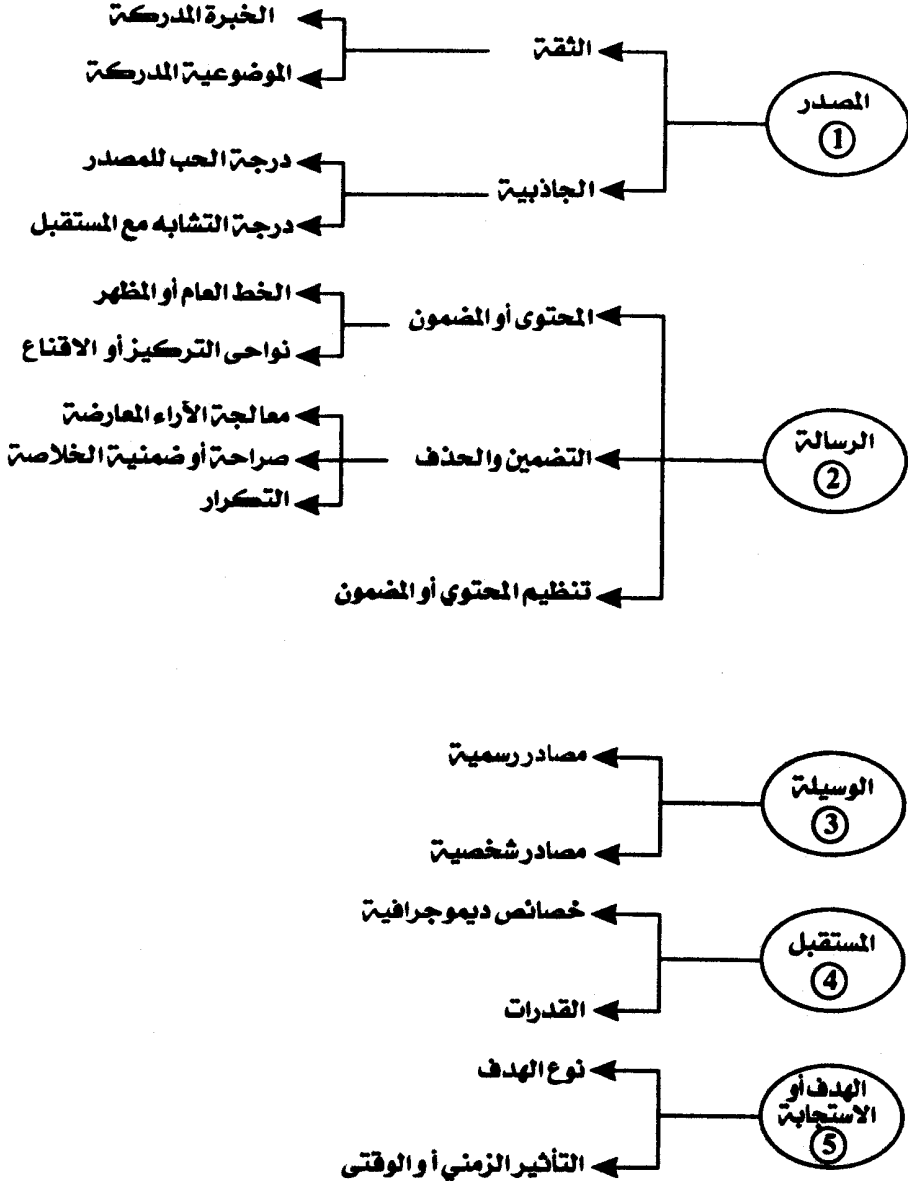 المصدر
1
الثقة
الخبرة المدركة
الموضوعية المدركة
الجاذبية
درجة الحب للمصدر
درجة التشابه مع المستقبل
الرسالة
2
المحتوى أو المضمون
الخط العام أو المظهر
نواحى التركيز أو الاقناع
التضمين والحذف
معالجة الآراء المعارضة
صراحة أو ضمنية الخلاصة
التكرار
تنظيم المحتوي أو المضمون
الوسيلة
3
مصادر رسمية
مصادر شخصية
المستقبل
4
خصائص ديموجرافية
القدرات
الهدف أو
الاستجابة
5
نوع الهدف
التأثير الزمني أو الوقتى